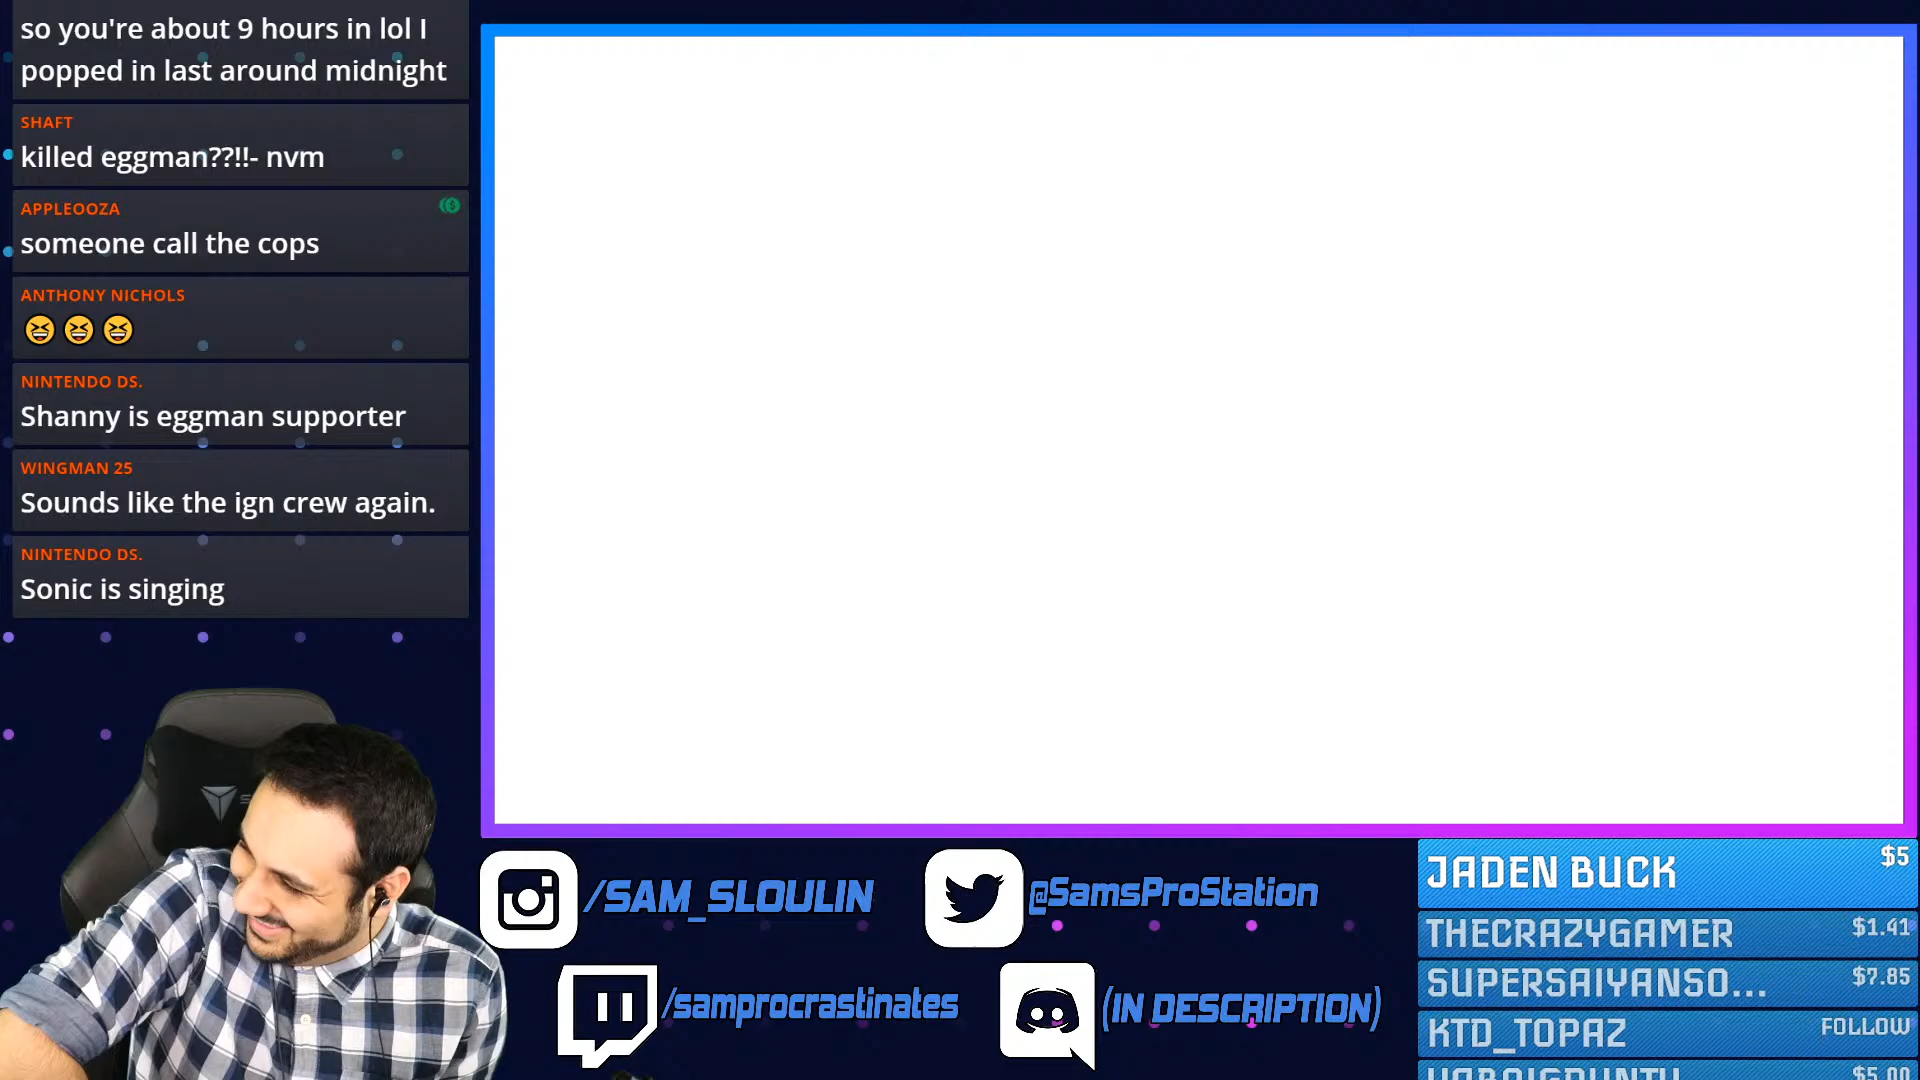 so you're about 9 hours in lol I
popped in last around midnight
SHAFT
killed eggman??!!- nvm
APPLEOOZA
someone call the cops
ANTHONY NICHOLS
😆😆😆
NINTENDO DS.
Shanny is eggman supporter
WINGMAN 25
Sounds like the ign crew again.
NINTENDO DS.
Sonic is singing
/SAM_SLOULIN
@SamsProStation
/samprocrastinates
(IN DESCRIPTION)
JADEN BUCK $5
THECRAZYGAMER $1.41
SUPERSAIYANSO... $7.85
KTD_TOPAZ FOLLOW
$5.00